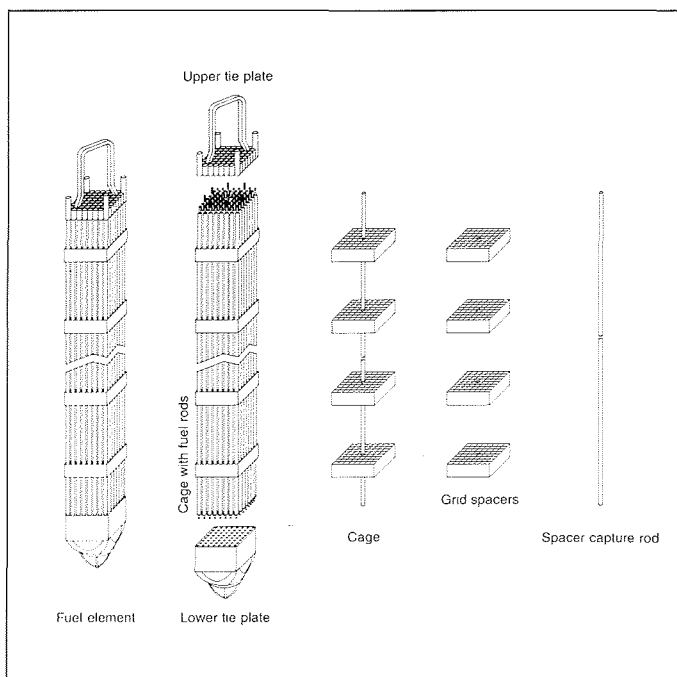 Upper tie plate
Cage with fuel rods
Grid spacers
Cage
Spacer capture rod
Fuel element
Lower tie plate